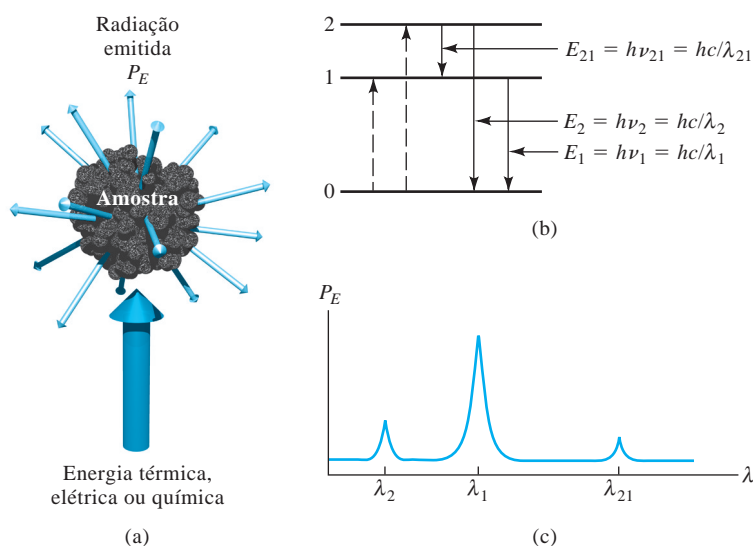 Radiação
emitida
P_E
Amostra
Energia térmica,
elétrica ou química
(a)
2
1
0
E₂₁ = hν₂₁ = hc/λ₂₁
E₂ = hν₂ = hc/λ₂
E₁ = hν₁ = hc/λ₁
(b)
P_E
λ₂
λ₁
λ₂₁
λ
(c)